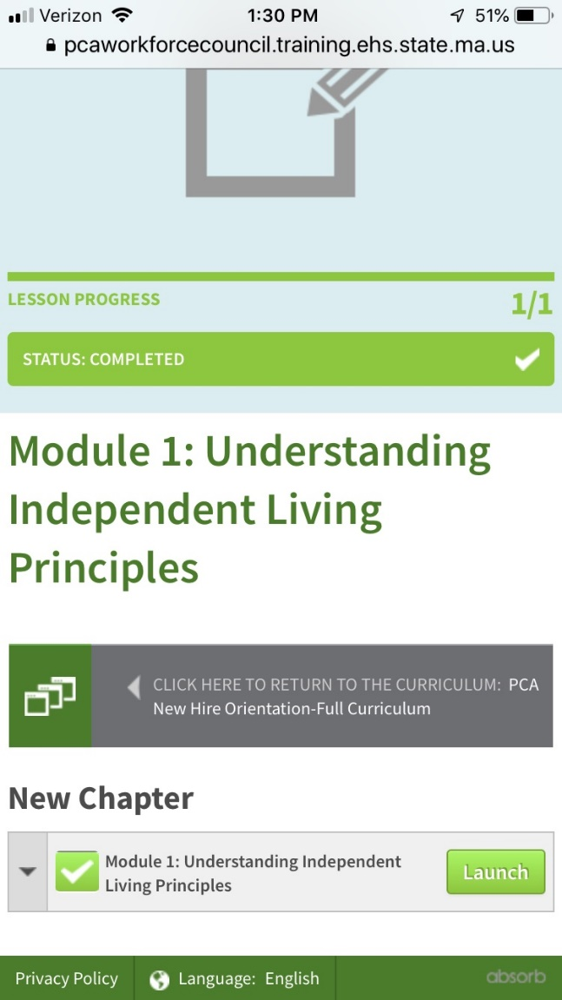 Verizon 1:30 PM 51%
pcaworkforcecouncil.training.ehs.state.ma.us
LESSON PROGRESS 1/1
STATUS: COMPLETED
Module 1: Understanding
Independent Living
Principles
CLICK HERE TO RETURN TO THE CURRICULUM: PCA
New Hire Orientation-Full Curriculum
New Chapter
Module 1: Understanding Independent
Living Principles
Launch
Privacy Policy Language: English absorb